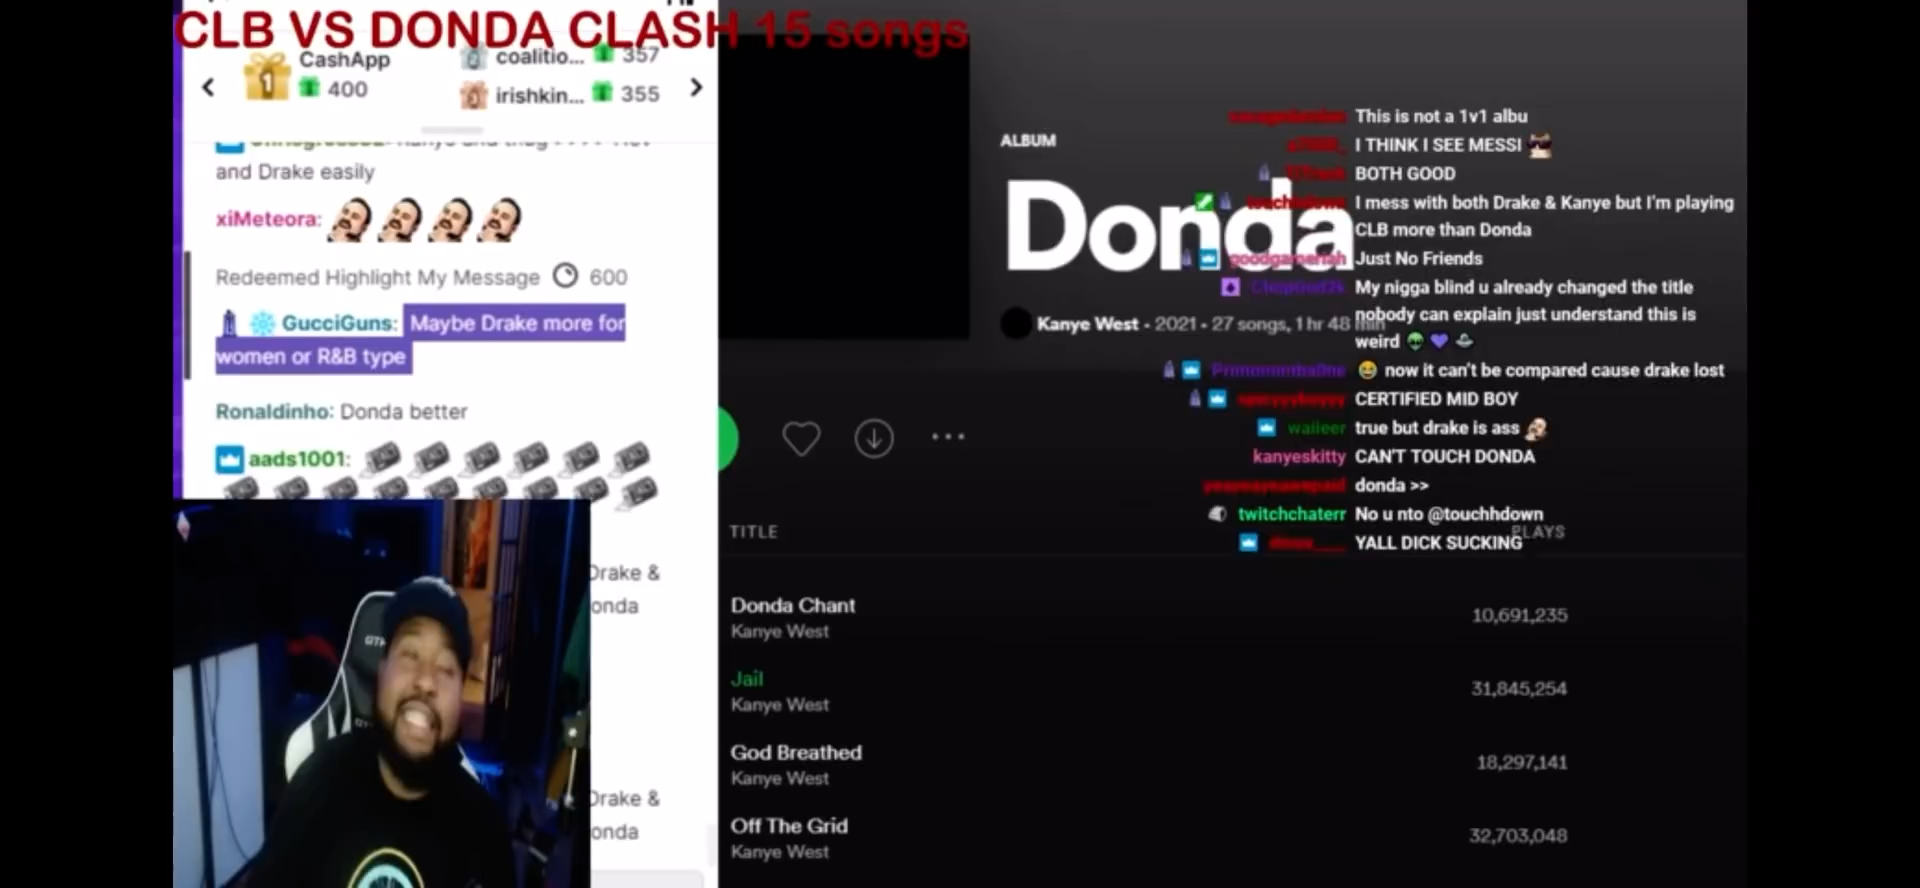 CLB VS DONDA CLASH 15 songs
CashApp
400
coalitio... 357
irishkin... 355
and Drake easily
xiMeteora:
Redeemed Highlight My Message 600
GucciGuns: Maybe Drake more for
women or R&B type
Ronaldinho: Donda better
aads1001:
Drake &
onda
Drake &
onda
ALBUM
Donda
Kanye West • 2021 • 27 songs, 1 hr 48 min
This is not a 1v1 albu
I THINK I SEE MESSI
BOTH GOOD
I mess with both Drake & Kanye but I'm playing
CLB more than Donda
Just No Friends
My nigga blind u already changed the title
nobody can explain just understand this is
weird
now it can't be compared cause drake lost
CERTIFIED MID BOY
true but drake is ass
kanyeskitty CAN'T TOUCH DONDA
donda >>
twitchchaterr No u nto @touchhdown
YALL DICK SUCKING
TITLE
PLAYS
Donda Chant
Kanye West
10,691,235
Jail
Kanye West
31,845,254
God Breathed
Kanye West
18,297,141
Off The Grid
Kanye West
32,703,048